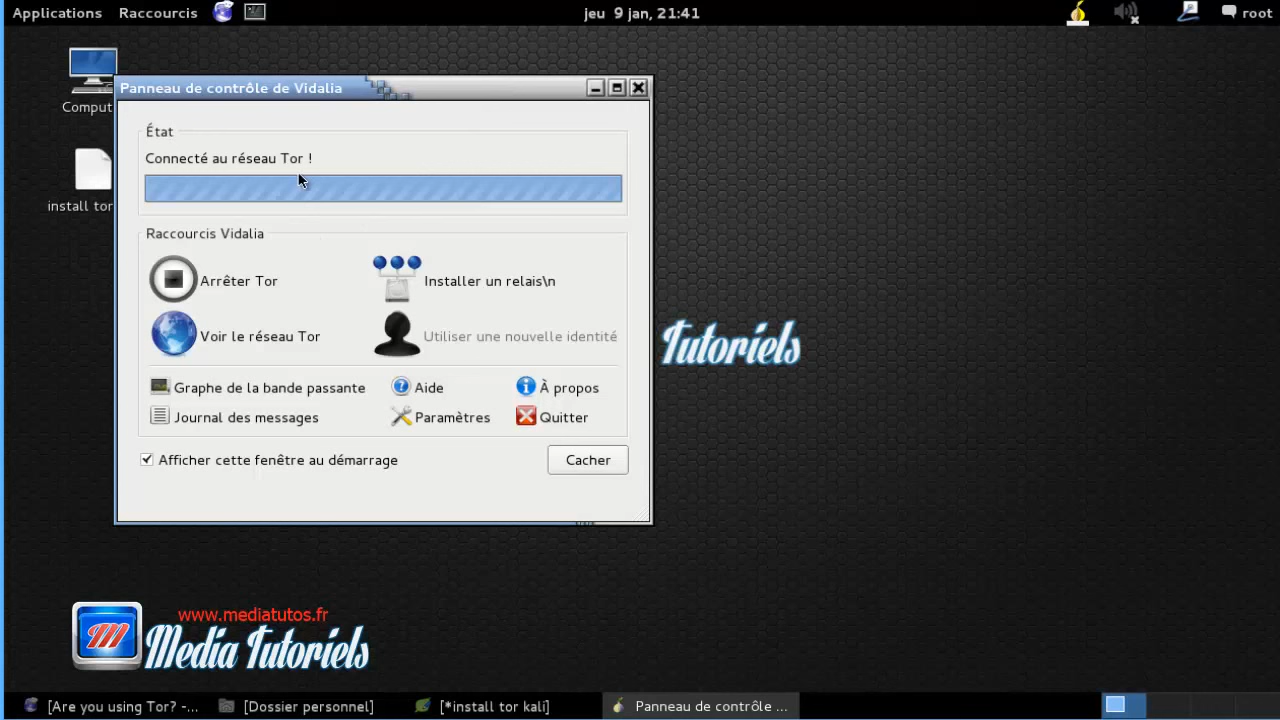 Applications Raccourcis jeu 9 jan, 21:41 root
Comput
install tor
Panneau de contrôle de Vidalia
État
Connecté au réseau Tor !
Raccourcis Vidalia
Arrêter Tor Installer un relais\n
Voir le réseau Tor Utiliser une nouvelle identité
Graphe de la bande passante Aide À propos
Journal des messages Paramètres Quitter
Afficher cette fenêtre au démarrage Cacher
Tutoriels
www.mediatutos.fr
Media Tutoriels
[Are you using Tor? -... [Dossier personnel] [*install tor kali] Panneau de contrôle ...